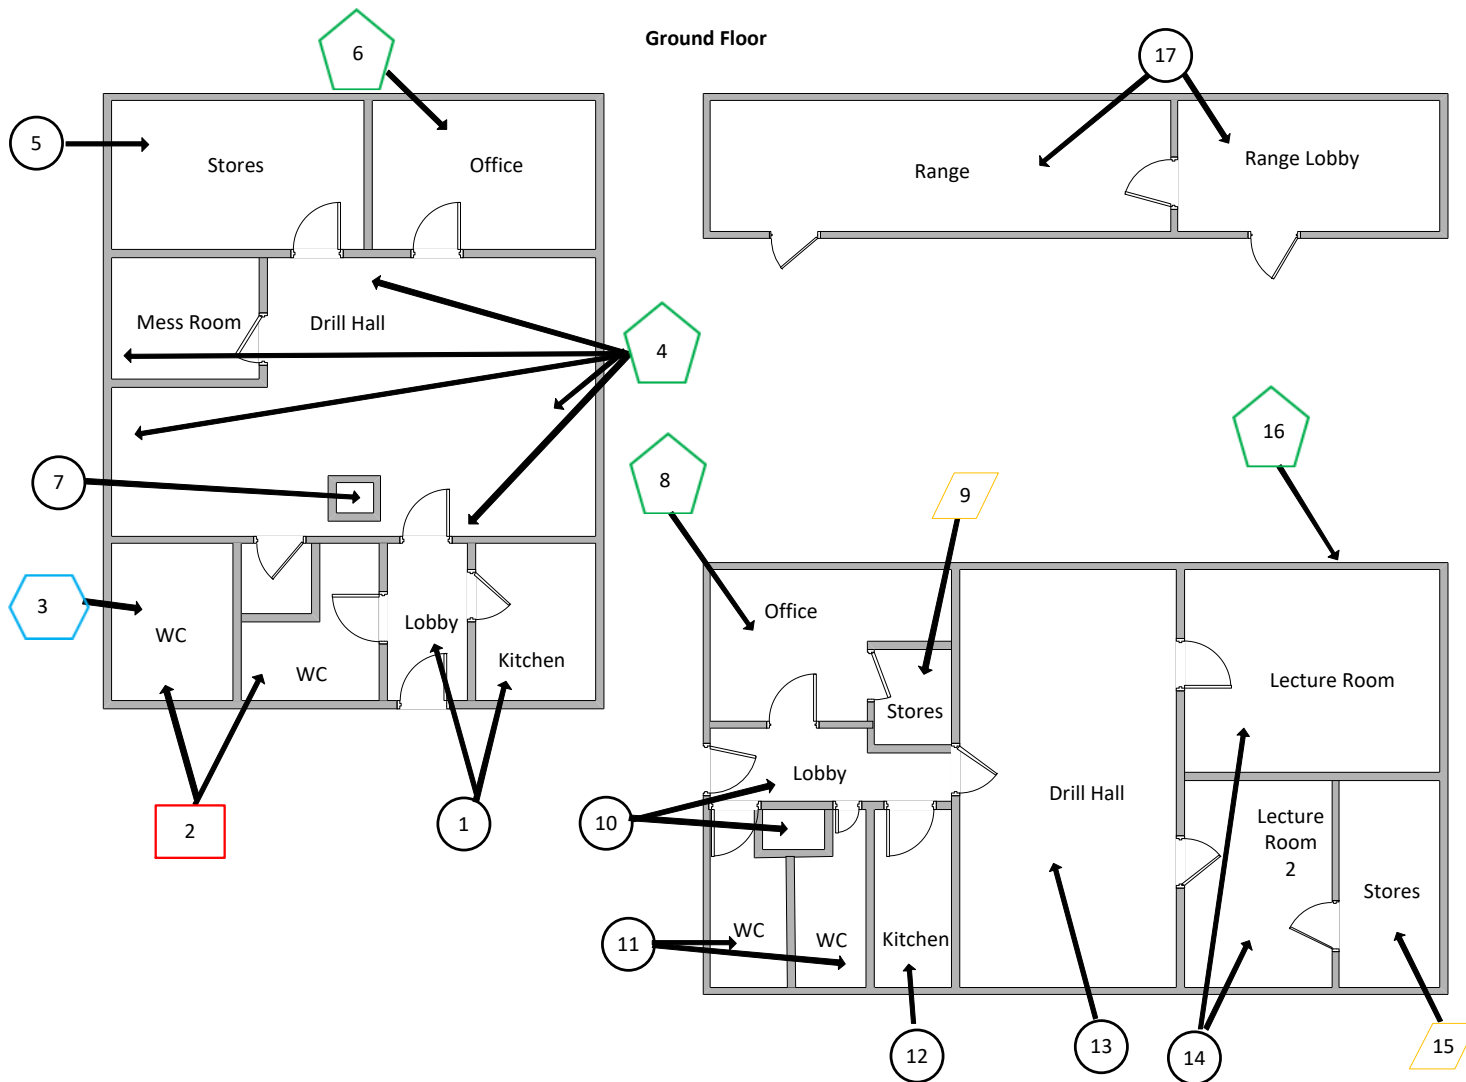 Ground Floor
6
17
5
Stores
Office
Range
Range Lobby
Mess Room
Drill Hall
4
7
8
9
16
3
WC
WC
Lobby
Kitchen
2
1
Office
Stores
Lobby
10
Drill Hall
Lecture Room
Lecture
Room
2
Stores
11
WC
WC
Kitchen
12
13
14
15